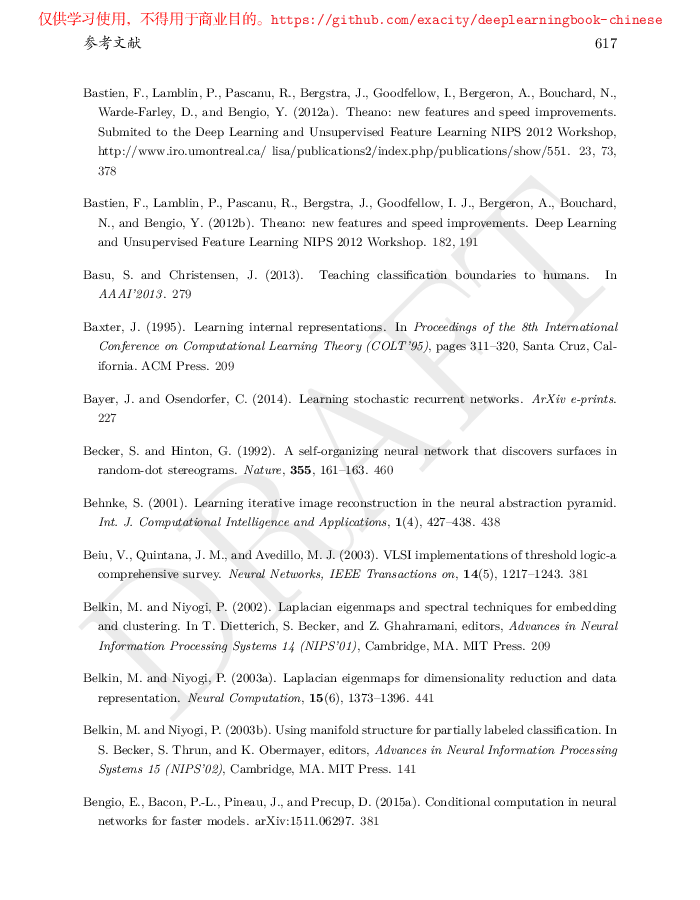 仅供学习使用，不得用于商业目的。https://github.com/exacity/deeplearningbook-chinese
参考文献 617
Bastien, F., Lamblin, P., Pascanu, R., Bergstra, J., Goodfellow, I., Bergeron, A., Bouchard, N.,
Warde-Farley, D., and Bengio, Y. (2012a). Theano: new features and speed improvements.
Submited to the Deep Learning and Unsupervised Feature Learning NIPS 2012 Workshop,
http://www.iro.umontreal.ca/ lisa/publications2/index.php/publications/show/551. 23, 73,
378
Bastien, F., Lamblin, P., Pascanu, R., Bergstra, J., Goodfellow, I. J., Bergeron, A., Bouchard,
N., and Bengio, Y. (2012b). Theano: new features and speed improvements. Deep Learning
and Unsupervised Feature Learning NIPS 2012 Workshop. 182, 191
Basu, S. and Christensen, J. (2013). Teaching classification boundaries to humans. In
AAAI'2013. 279
Baxter, J. (1995). Learning internal representations. In Proceedings of the 8th International
Conference on Computational Learning Theory (COLT'95), pages 311–320, Santa Cruz, Cal-
ifornia. ACM Press. 209
Bayer, J. and Osendorfer, C. (2014). Learning stochastic recurrent networks. ArXiv e-prints.
227
Becker, S. and Hinton, G. (1992). A self-organizing neural network that discovers surfaces in
random-dot stereograms. Nature, 355, 161–163. 460
Behnke, S. (2001). Learning iterative image reconstruction in the neural abstraction pyramid.
Int. J. Computational Intelligence and Applications, 1(4), 427–438. 438
Beiu, V., Quintana, J. M., and Avedillo, M. J. (2003). VLSI implementations of threshold logic-a
comprehensive survey. Neural Networks, IEEE Transactions on, 14(5), 1217–1243. 381
Belkin, M. and Niyogi, P. (2002). Laplacian eigenmaps and spectral techniques for embedding
and clustering. In T. Dietterich, S. Becker, and Z. Ghahramani, editors, Advances in Neural
Information Processing Systems 14 (NIPS'01), Cambridge, MA. MIT Press. 209
Belkin, M. and Niyogi, P. (2003a). Laplacian eigenmaps for dimensionality reduction and data
representation. Neural Computation, 15(6), 1373–1396. 441
Belkin, M. and Niyogi, P. (2003b). Using manifold structure for partially labeled classification. In
S. Becker, S. Thrun, and K. Obermayer, editors, Advances in Neural Information Processing
Systems 15 (NIPS'02), Cambridge, MA. MIT Press. 141
Bengio, E., Bacon, P.-L., Pineau, J., and Precup, D. (2015a). Conditional computation in neural
networks for faster models. arXiv:1511.06297. 381
DRAFT